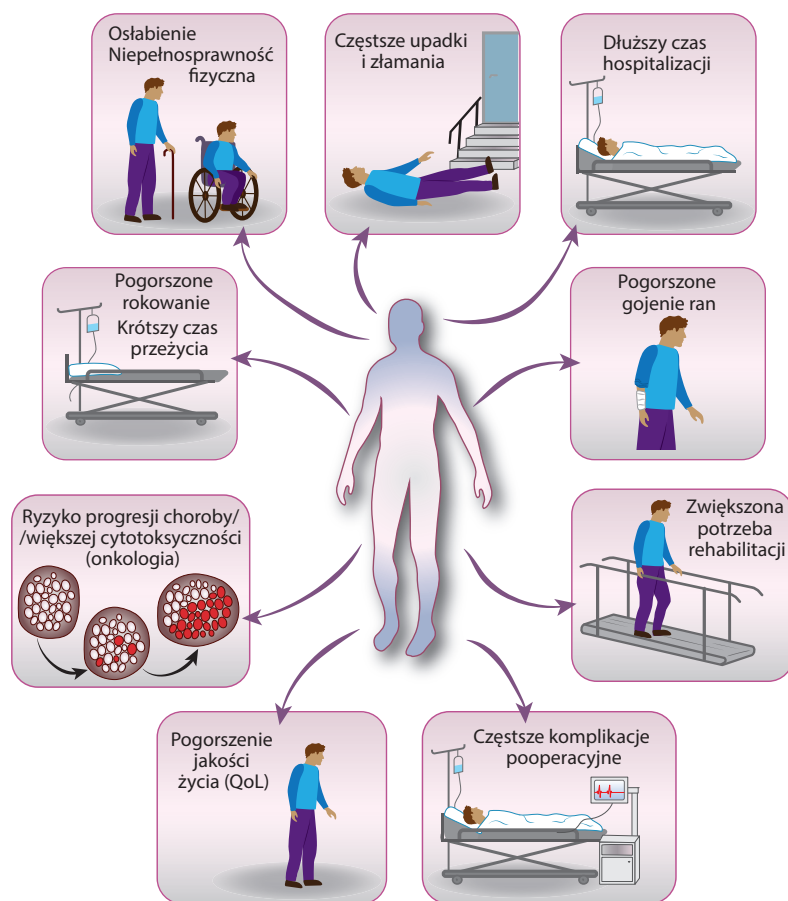 Osłabienie
Niepełnosprawność
fizyczna
Częstsze upadki
i złamania
Dłuższy czas
hospitalizacji
Pogorszone
rokowanie
Krótszy czas
przeżycia
Pogorszone
gojenie ran
Ryzyko progresji choroby/
/większej cytotoksyczności
(onkologia)
Zwiększona
potrzeba
rehabilitacji
Pogorszenie
jakości
życia (QoL)
Częstsze komplikacje
pooperacyjne